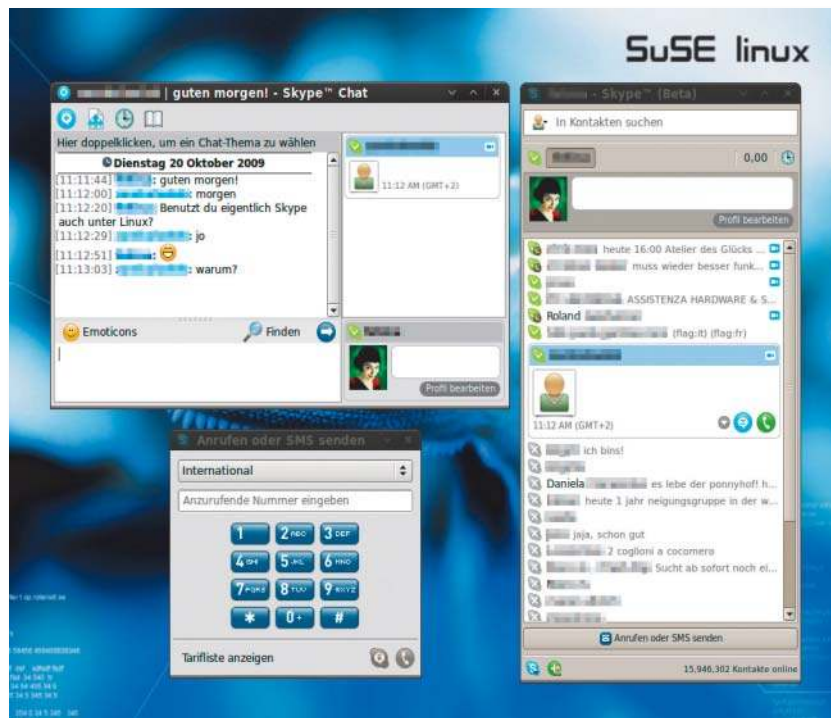 SuSE linux
| guten morgen! - Skype™ Chat
Hier doppelklicken, um ein Chat-Thema zu wählen
Dienstag 20 Oktober 2009
[11:11:44] : guten morgen!
[11:12:00] : morgen
[11:12:20] Benutzt du eigentlich Skype
auch unter Linux?
[11:12:29] : jo
[11:12:51] :
[11:13:03] : warum?
11:12 AM (GMT+2)
Emoticons
Finden
Profil bearbeiten
- Skype™ (Beta)
In Kontakten suchen
0,00
Profil bearbeiten
heute 16:00 Atelier des Glücks ...
muss wieder besser funk...
ASSISTENZA HARDWARE & S...
Roland
(flag:it) (flag:fr)
11:12 AM (GMT+2)
ich bins!
Daniela es lebe der ponyhof! h...
heute 1 jahr neigungsgruppe in der w...
jaja, schon gut
2 coglioni a cocomero
Sucht ab sofort noch ei...
Anrufen oder SMS senden
15,946,302 Kontakte online
Anrufen oder SMS senden
International
Anzurufende Nummer eingeben
1 2 ABC 3 DEF
4 GHI 5 JKL 6 MNO
7 PQRS 8 TUV 9 WXYZ
* 0 + #
Tarifliste anzeigen